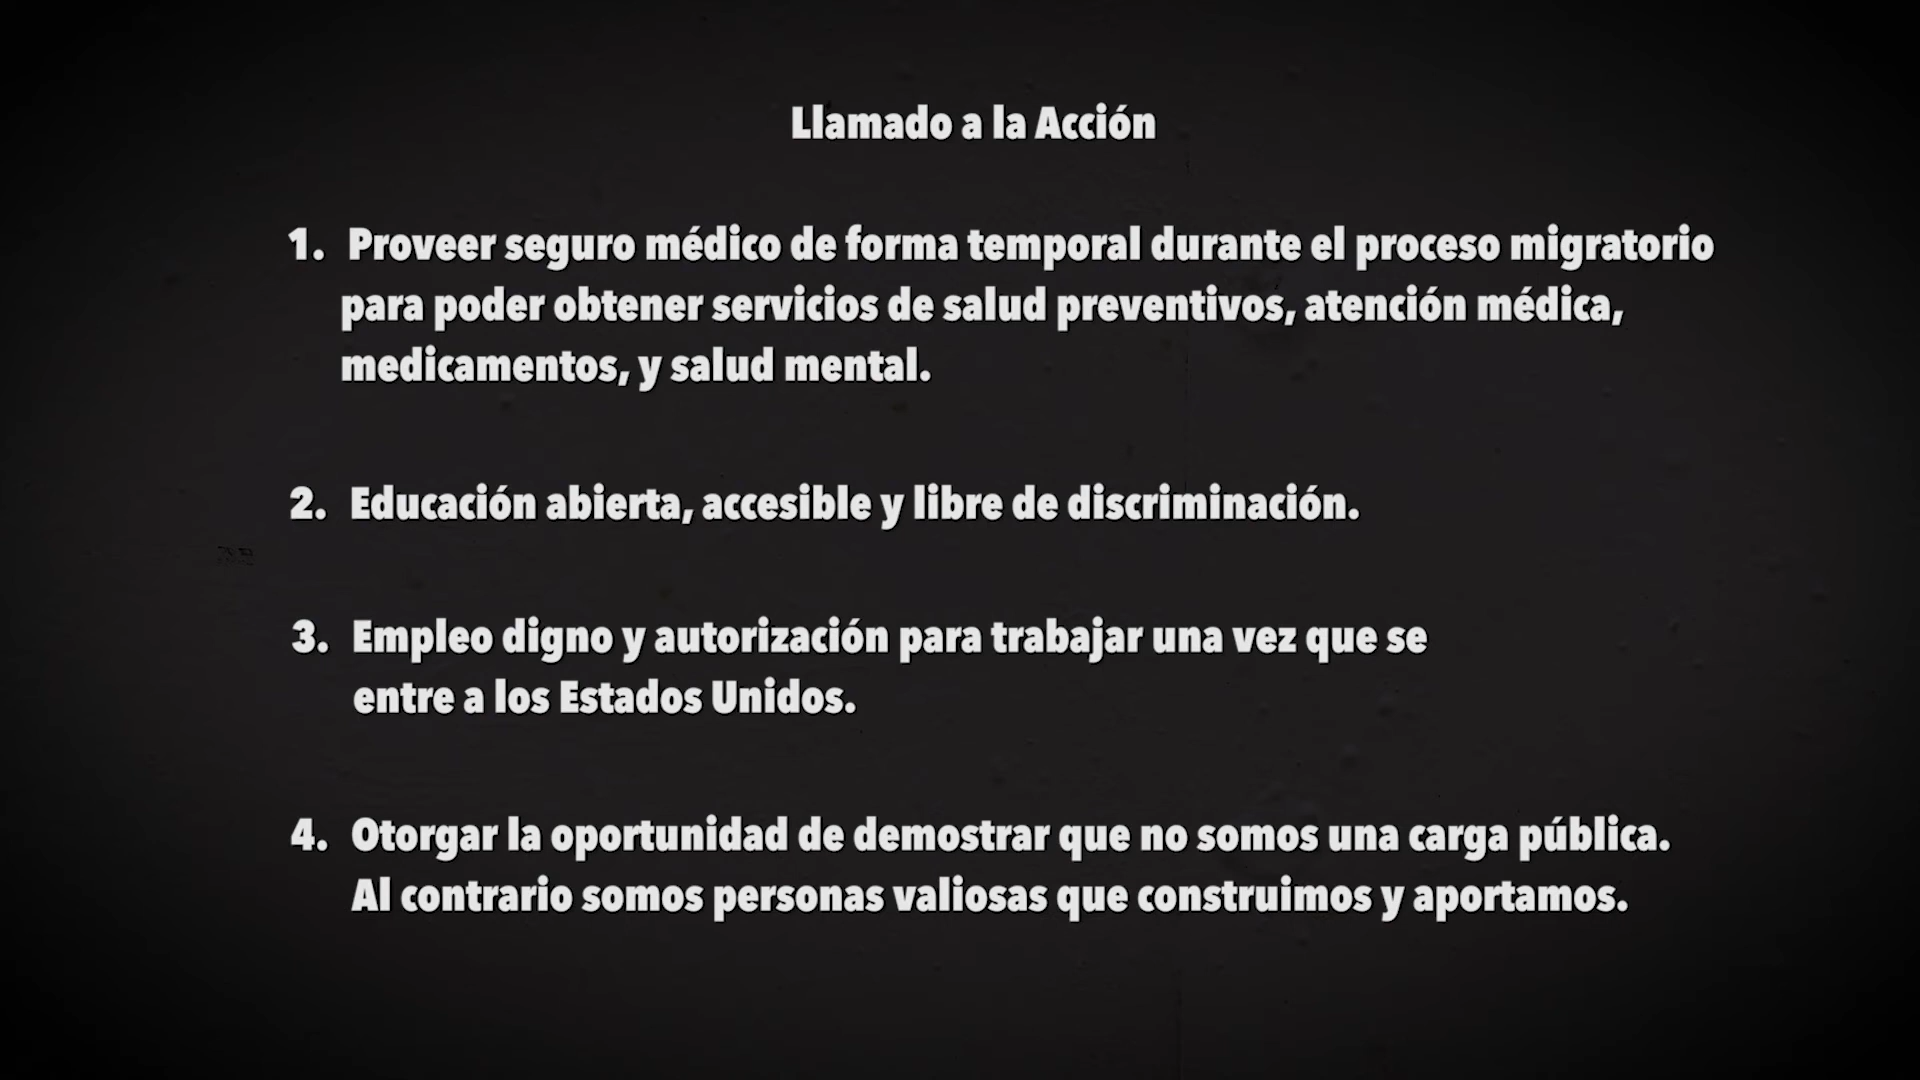 Llamado a la Acción
1. Proveer seguro médico de forma temporal durante el proceso migratorio
para poder obtener servicios de salud preventivos, atención médica,
medicamentos, y salud mental.
2. Educación abierta, accesible y libre de discriminación.
3. Empleo digno y autorización para trabajar una vez que se
entre a los Estados Unidos.
4. Otorgar la oportunidad de demostrar que no somos una carga pública.
Al contrario somos personas valiosas que construimos y aportamos.